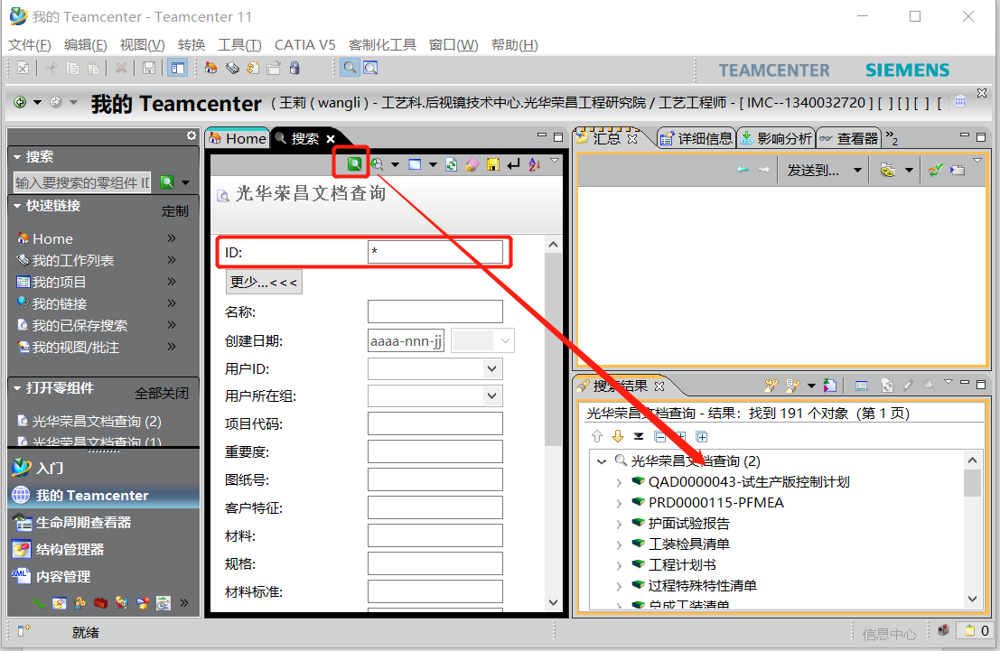 我的 Teamcenter - Teamcenter 11
文件(F) 编辑(E) 视图(V) 转换 工具(T) CATIA V5 客制化工具 窗口(W) 帮助(H)
TEAMCENTER SIEMENS
我的 Teamcenter ( 王莉 ( wangli ) - 工艺科.后视镜技术中心.光华荣昌工程研究院 / 工艺工程师 - [ IMC--1340032720 ] [ ] [ ] [ ] [
搜索
输入要搜索的零组件 ID
快速链接
定制
Home
我的工作列表
我的项目
我的链接
我的已保存搜索
我的视图/批注
打开零组件
全部关闭
光华荣昌文档查询 (2)
光华荣昌文档查询 (1)
入门
我的 Teamcenter
生命周期查看器
结构管理器
内容管理
Home 搜索
光华荣昌文档查询
ID: *
更少...<<<
名称:
创建日期: aaaa-nnn-jj
用户ID:
用户所在组:
项目代码:
重要度:
图纸号:
客户特征:
材料:
规格:
材料标准:
汇总 详细信息 影响分析 查看器 »2
发送到...
搜索结果
光华荣昌文档查询 - 结果：找到 191 个对象（第 1 页）
光华荣昌文档查询 (2)
QAD0000043-试生产版控制计划
PRD0000115-PFMEA
护面试验报告
工装检具清单
工程计划书
过程特殊特性清单
总成工装清单
就绪
信息中心
0